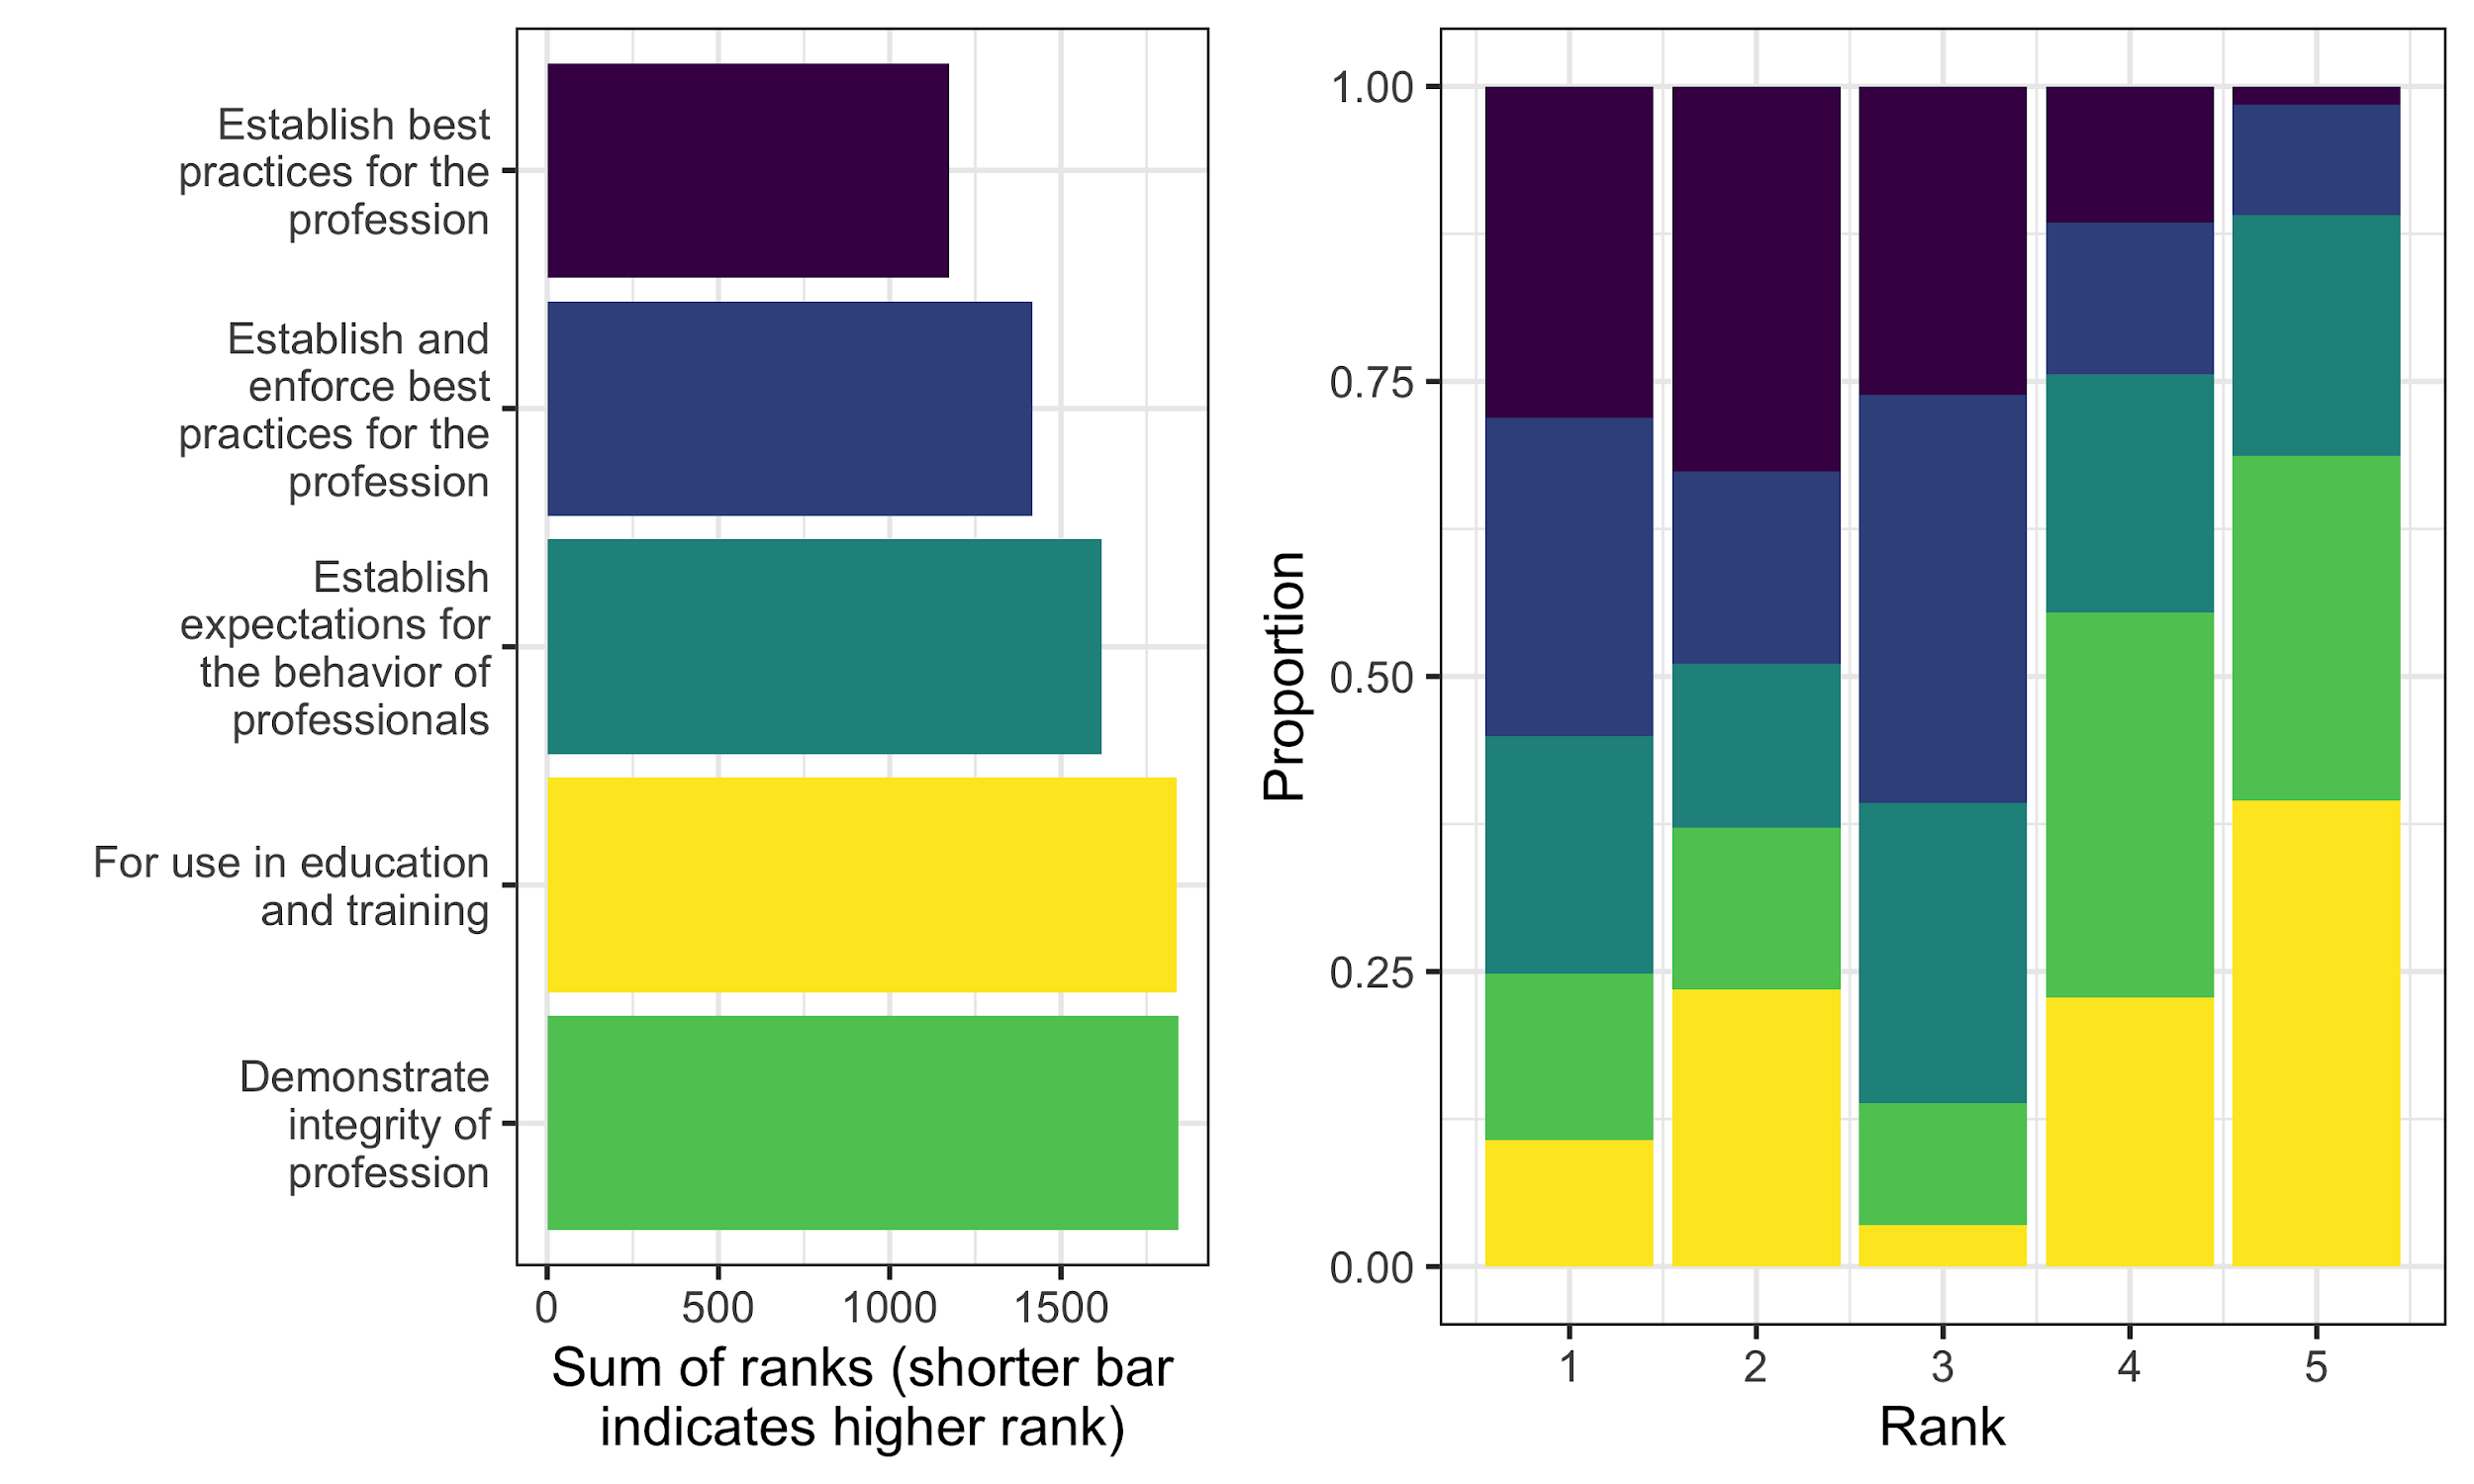 Establish best
practices for the
profession
Establish and
enforce best
practices for the
profession
Establish
expectations for
the behavior of
professionals
For use in education
and training
Demonstrate
integrity of
profession
0 500 1000 1500
Sum of ranks (shorter bar
indicates higher rank)
Proportion
1.00
0.75
0.50
0.25
0.00
1 2 3 4 5
Rank